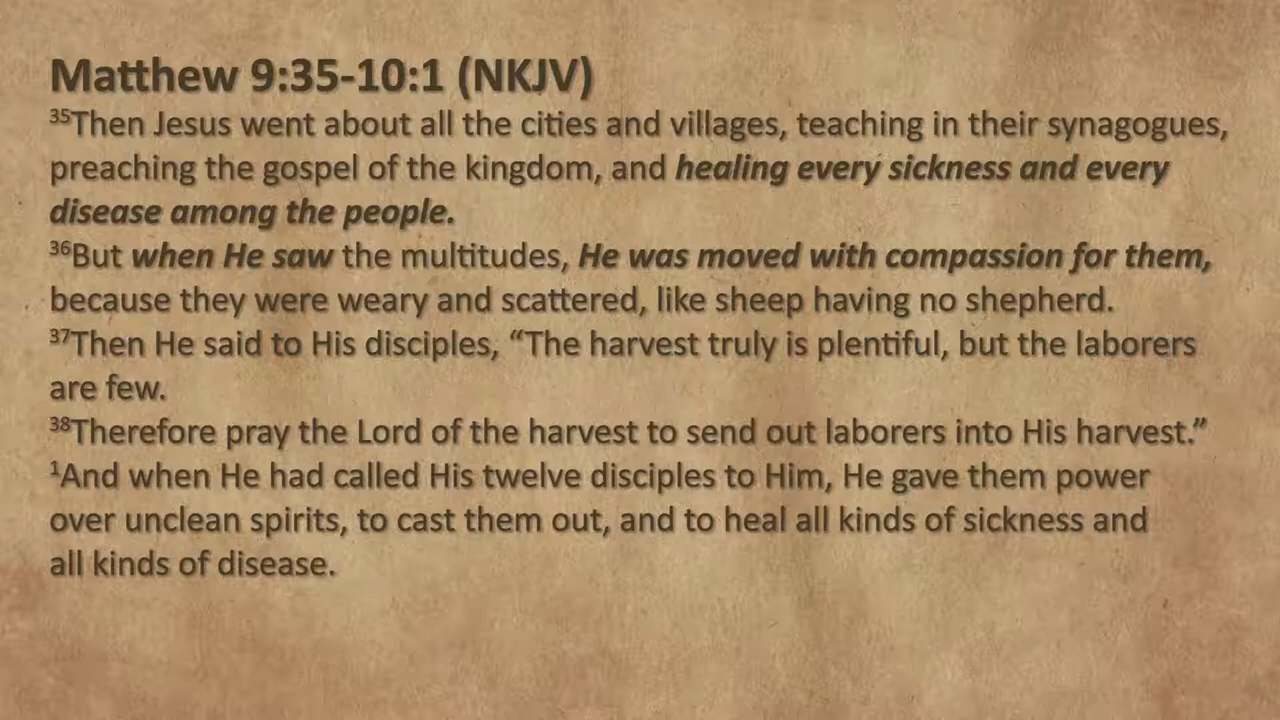 Matthew 9:35-10:1 (NKJV)
³⁵Then Jesus went about all the cities and villages, teaching in their synagogues,
preaching the gospel of the kingdom, and healing every sickness and every
disease among the people.
³⁶But when He saw the multitudes, He was moved with compassion for them,
because they were weary and scattered, like sheep having no shepherd.
³⁷Then He said to His disciples, “The harvest truly is plentiful, but the laborers
are few.
³⁸Therefore pray the Lord of the harvest to send out laborers into His harvest.”
¹And when He had called His twelve disciples to Him, He gave them power
over unclean spirits, to cast them out, and to heal all kinds of sickness and
all kinds of disease.